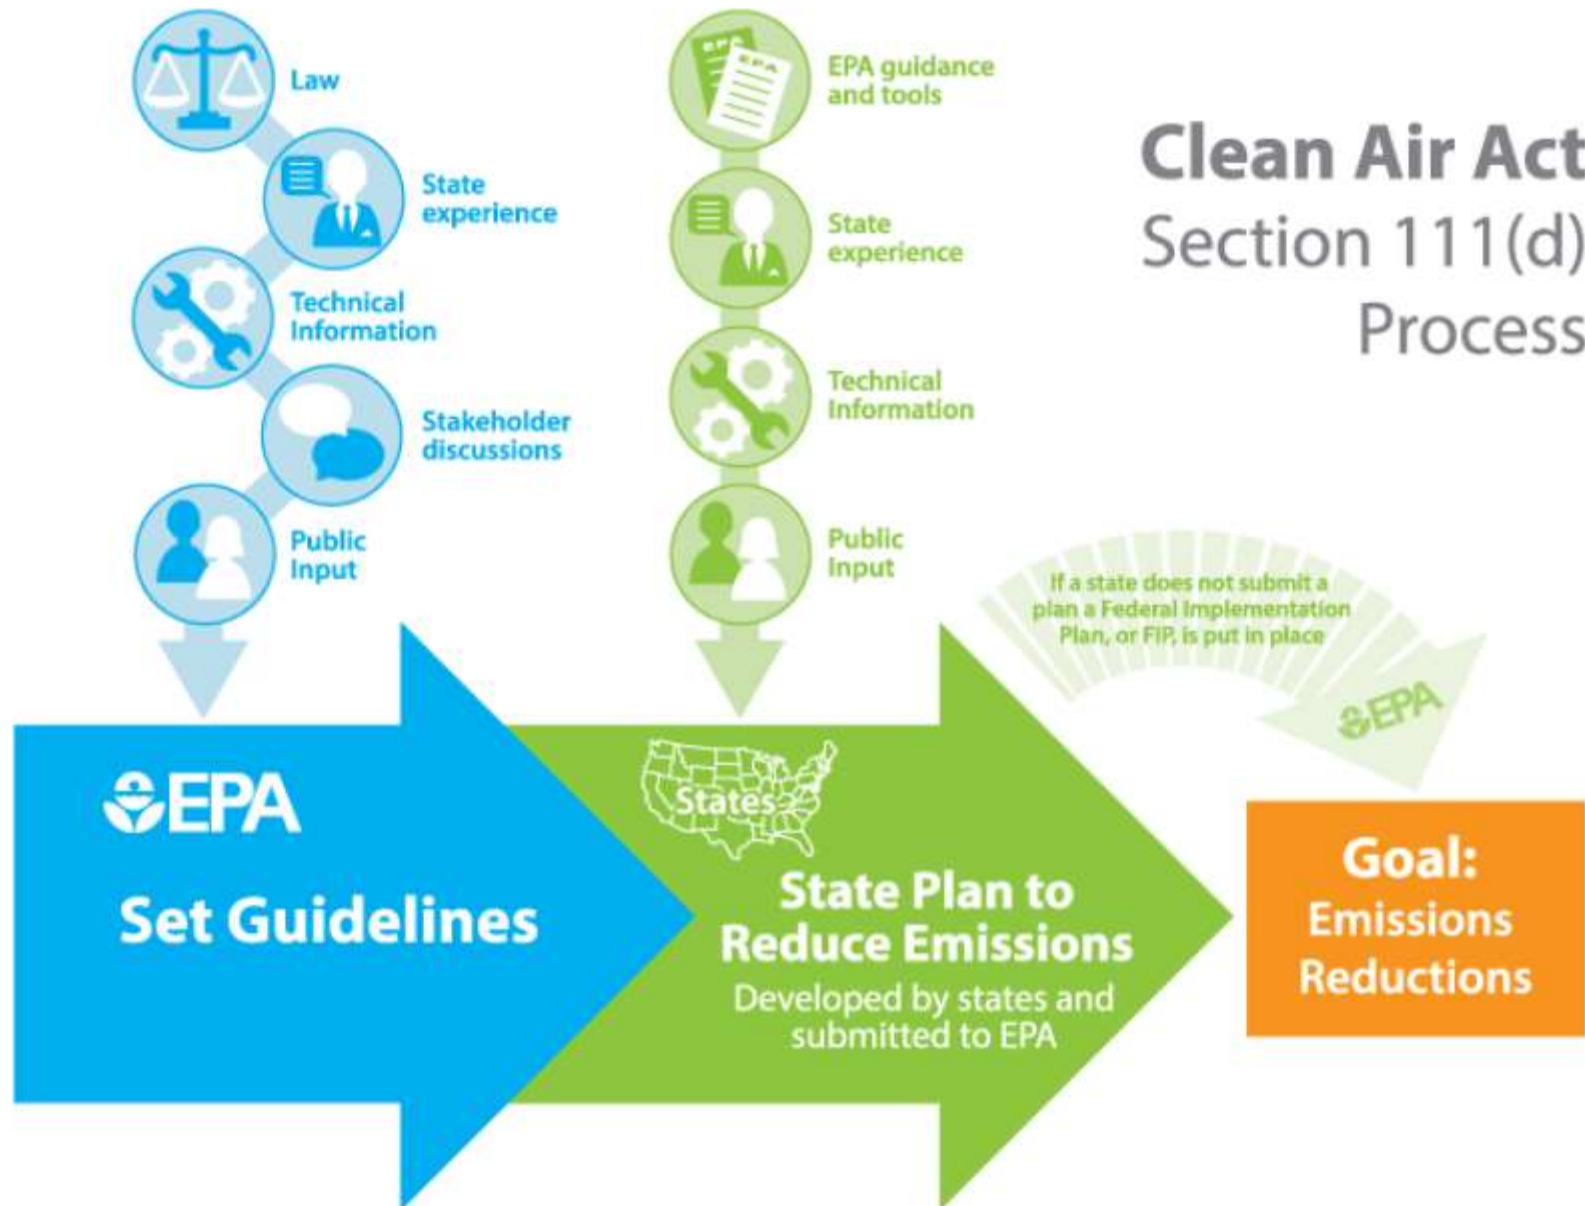 Law
State
experience
Technical
Information
Stakeholder
discussions
Public
Input
EPA
EPA
EPA guidance
and tools
State
experience
Technical
Information
Public
Input
Clean Air Act
Section 111(d)
Process
If a state does not submit a
plan a Federal Implementation
Plan, or FIP, is put in place
EPA
EPA
Set Guidelines
States
State Plan to
Reduce Emissions
Developed by states and
submitted to EPA
Goal:
Emissions
Reductions